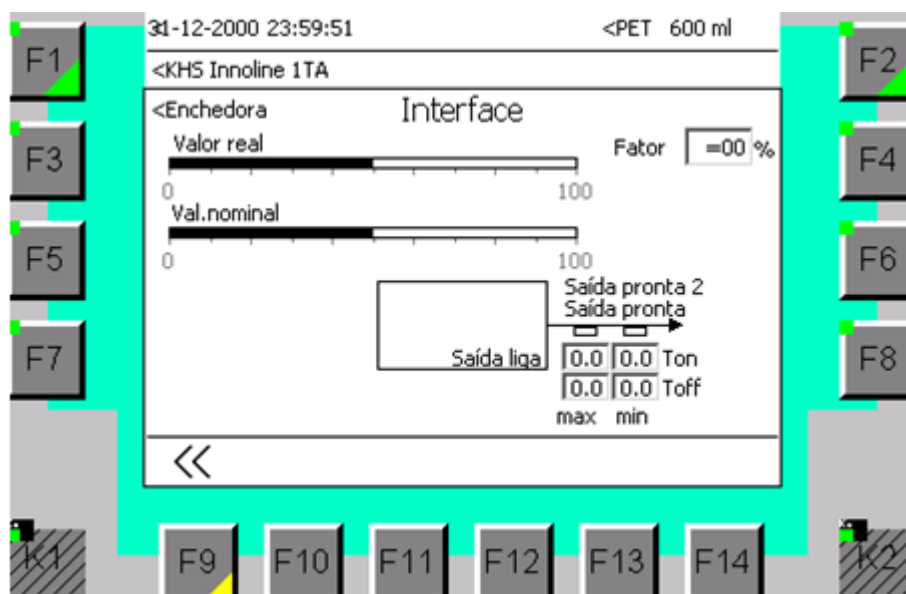 F1
31-12-2000 23:59:51 <PET 600 ml
F2
<KHS Innoline 1TA
<Enchedora Interface
F3
Valor real
Fator =00 %
F4
0 100
Val.nominal
F5
0 100
F6
Saída pronta 2
Saída pronta
F7
Saída liga 0.0 0.0 Ton
F8
0.0 0.0 Toff
max min
<<
K1
F9 F10 F11 F12 F13 F14
K2